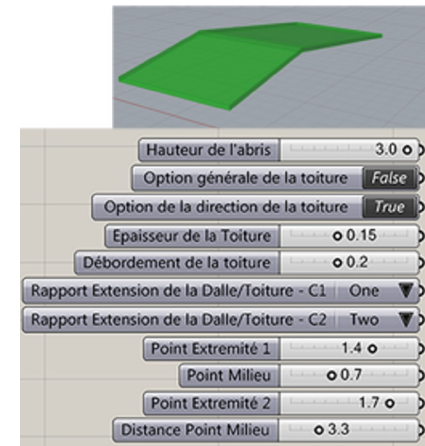 Hauteur de l'abris 3.0
Option générale de la toiture False
Option de la direction de la toiture True
Epaisseur de la Toiture 0.15
Débordement de la toiture 0.2
Rapport Extension de la Dalle/Toiture - C1 One
Rapport Extension de la Dalle/Toiture - C2 Two
Point Extremité 1 1.4
Point Milieu 0.7
Point Extremité 2 1.7
Distance Point Milieu 3.3